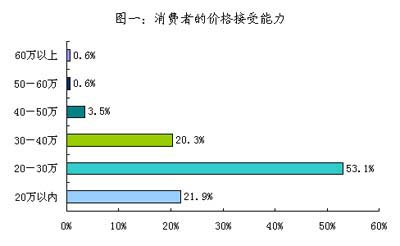 图一：消费者的价格接受能力
60万以上 0.6%
50－60万 0.6%
40－50万 3.5%
30－40万 20.3%
20－30万 53.1%
20万以内 21.9%
0% 10% 20% 30% 40% 50% 60%